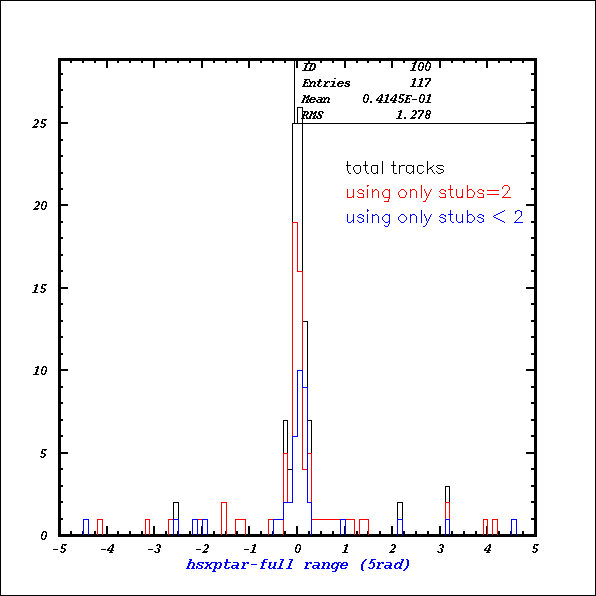 ID 100
Entries 117
Mean 0.4145E-01
RMS 1.278
total tracks
using only stubs=2
using only stubs < 2
25
20
15
10
5
0
-5 -4 -3 -2 -1 0 1 2 3 4 5
hsxptar-full range (5rad)